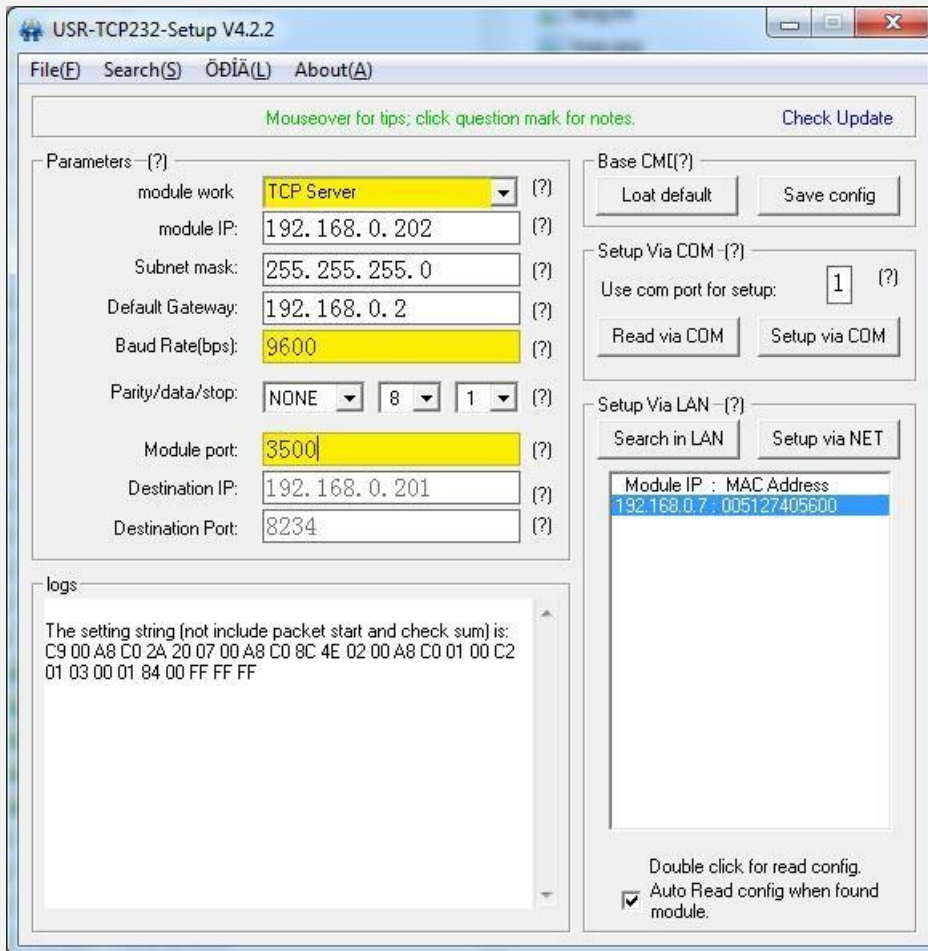 USR-TCP232-Setup V4.2.2
File(F) Search(S) ÖÐÎÄ(L) About(A)
Mouseover for tips; click question mark for notes. Check Update
Parameters (?)
module work TCP Server (?)
module IP: 192.168.0.202 (?)
Subnet mask: 255.255.255.0 (?)
Default Gateway: 192.168.0.2 (?)
Baud Rate(bps): 9600 (?)
Parity/data/stop: NONE 8 1 (?)
Module port: 3500 (?)
Destination IP: 192.168.0.201 (?)
Destination Port: 8234 (?)
logs
The setting string (not include packet start and check sum) is:
C9 00 A8 C0 2A 20 07 00 A8 C0 8C 4E 02 00 A8 C0 01 00 C2
01 03 00 01 84 00 FF FF FF
Base CMD(?)
Loat default Save config
Setup Via COM (?)
Use com port for setup: 1 (?)
Read via COM Setup via COM
Setup Via LAN (?)
Search in LAN Setup via NET
Module IP : MAC Address
192.168.0.7 : 005127405600
Double click for read config.
Auto Read config when found
module.